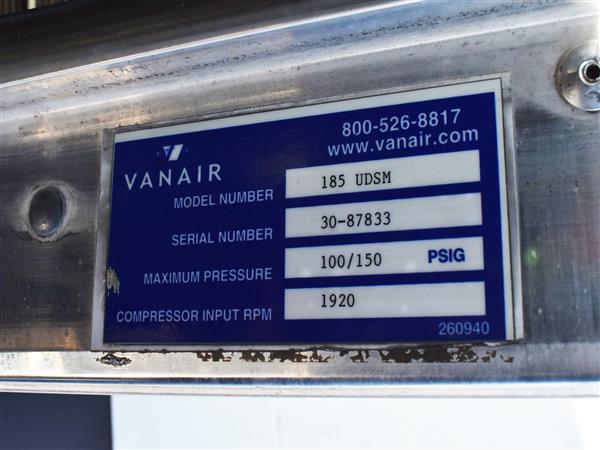 800-526-8817
www.vanair.com
VANAIR
MODEL NUMBER 185 UDSM
SERIAL NUMBER 30-87833
MAXIMUM PRESSURE 100/150 PSIG
COMPRESSOR INPUT RPM 1920
260940